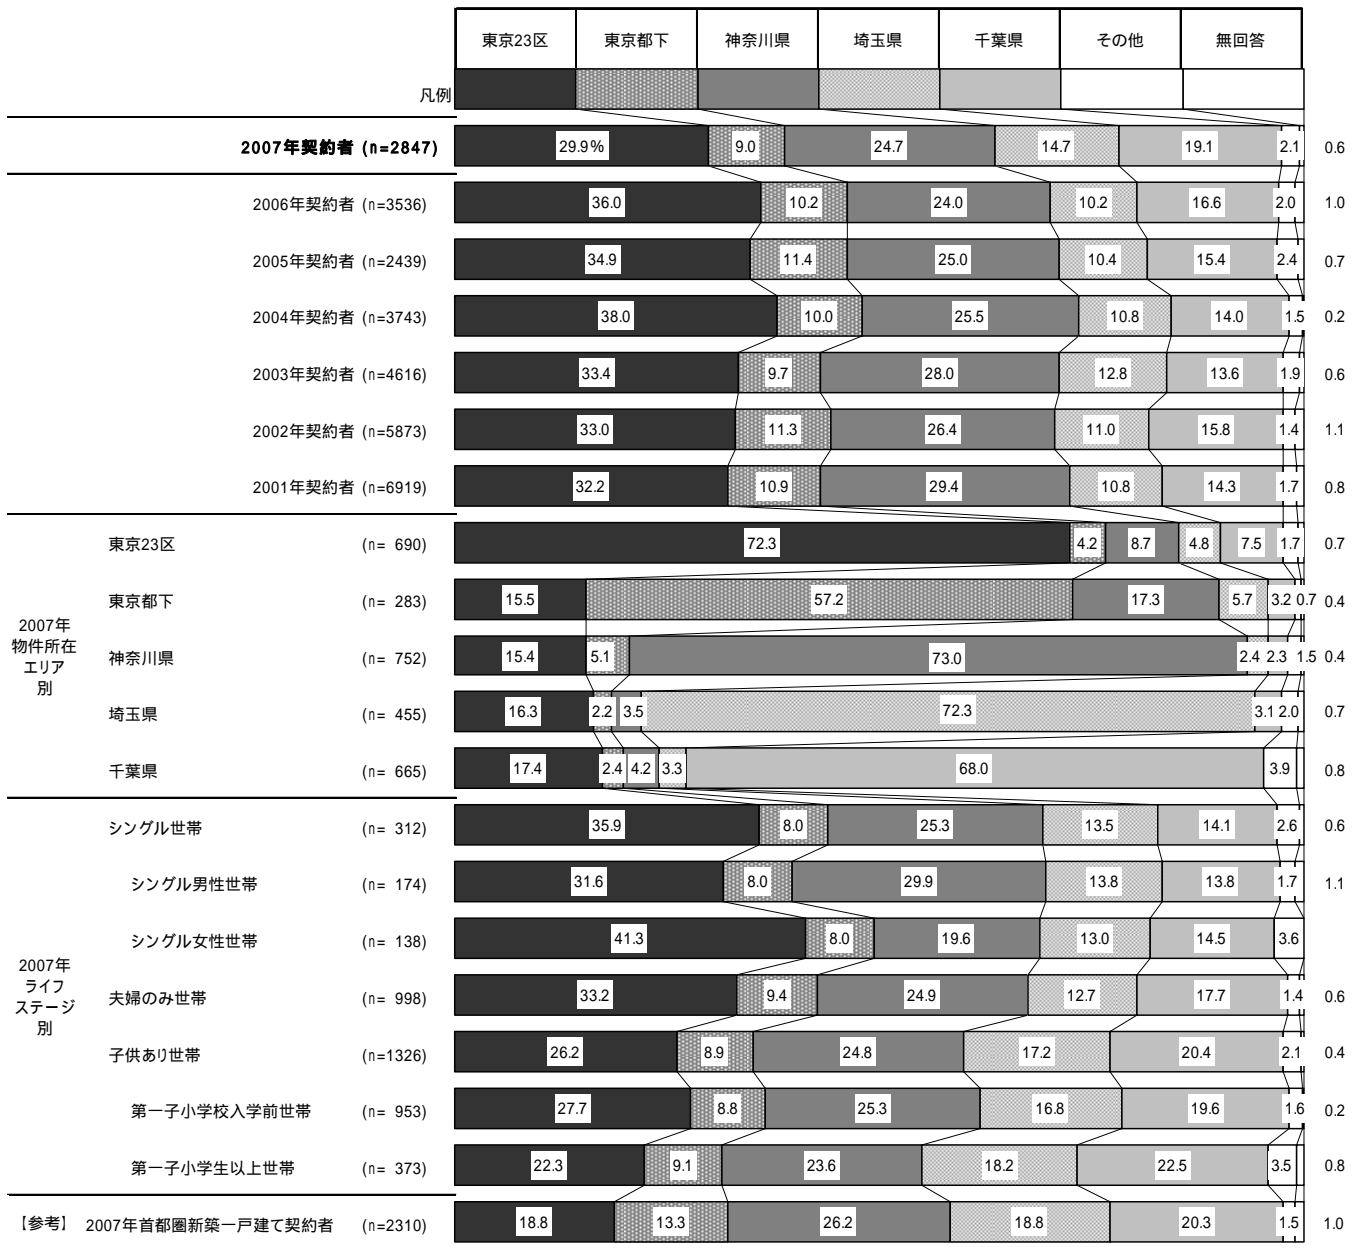 東京23区 東京都下 神奈川県 埼玉県 千葉県 その他 無回答
凡例
2007年契約者 (n=2847) 29.9% 9.0 24.7 14.7 19.1 2.1 0.6
2006年契約者 (n=3536) 36.0 10.2 24.0 10.2 16.6 2.0 1.0
2005年契約者 (n=2439) 34.9 11.4 25.0 10.4 15.4 2.4 0.7
2004年契約者 (n=3743) 38.0 10.0 25.5 10.8 14.0 1.5 0.2
2003年契約者 (n=4616) 33.4 9.7 28.0 12.8 13.6 1.9 0.6
2002年契約者 (n=5873) 33.0 11.3 26.4 11.0 15.8 1.4 1.1
2001年契約者 (n=6919) 32.2 10.9 29.4 10.8 14.3 1.7 0.8
2007年
物件所在
エリア
別
東京23区 (n= 690) 72.3 4.2 8.7 4.8 7.5 1.7 0.7
東京都下 (n= 283) 15.5 57.2 17.3 5.7 3.2 0.7 0.4
神奈川県 (n= 752) 15.4 5.1 73.0 2.4 2.3 1.5 0.4
埼玉県 (n= 455) 16.3 2.2 3.5 72.3 3.1 2.0 0.7
千葉県 (n= 665) 17.4 2.4 4.2 3.3 68.0 3.9 0.8
2007年
ライフ
ステージ
別
シングル世帯 (n= 312) 35.9 8.0 25.3 13.5 14.1 2.6 0.6
シングル男性世帯 (n= 174) 31.6 8.0 29.9 13.8 13.8 1.7 1.1
シングル女性世帯 (n= 138) 41.3 8.0 19.6 13.0 14.5 3.6
夫婦のみ世帯 (n= 998) 33.2 9.4 24.9 12.7 17.7 1.4 0.6
子供あり世帯 (n=1326) 26.2 8.9 24.8 17.2 20.4 2.1 0.4
第一子小学校入学前世帯 (n= 953) 27.7 8.8 25.3 16.8 19.6 1.6 0.2
第一子小学生以上世帯 (n= 373) 22.3 9.1 23.6 18.2 22.5 3.5 0.8
【参考】 2007年首都圏新築一戸建て契約者 (n=2310) 18.8 13.3 26.2 18.8 20.3 1.5 1.0